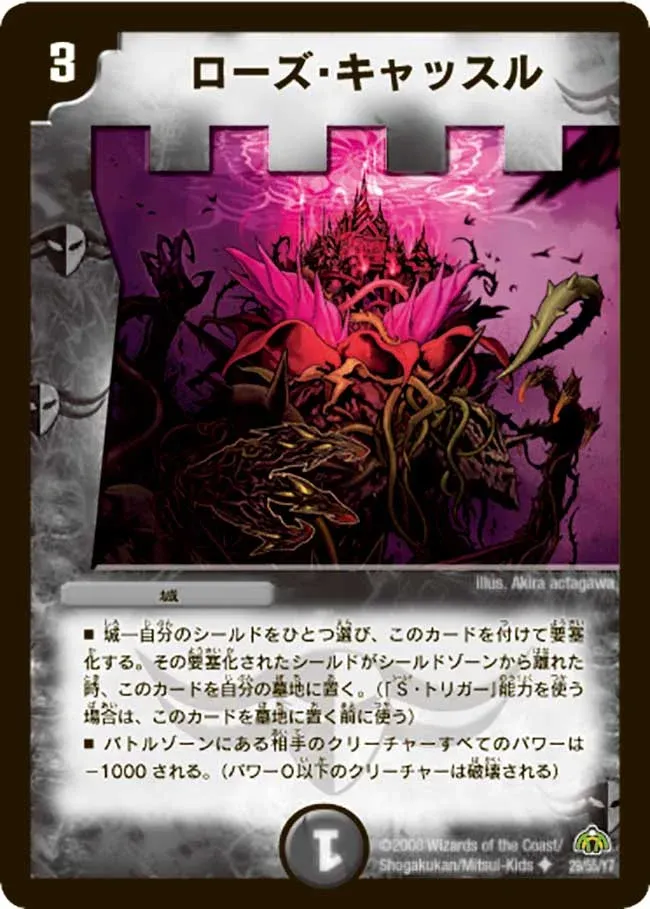 3
ローズ・キャッスル
illus. Akira actagawa
城
■ 城―自分のシールドをひとつ選び、このカードを付けて要塞
化する。その要塞化されたシールドがシールドゾーンから離れた
時、このカードを自分の墓地に置く。(「S・トリガー」能力を使う
場合は、このカードを墓地に置く前に使う)
■ バトルゾーンにある相手のクリーチャーすべてのパワーは
−1000 される。(パワー0以下のクリーチャーは破壊される)
1
©2008 Wizards of the Coast/
Shogakukan/Mitsui-Kids ◆
29/55/Y7